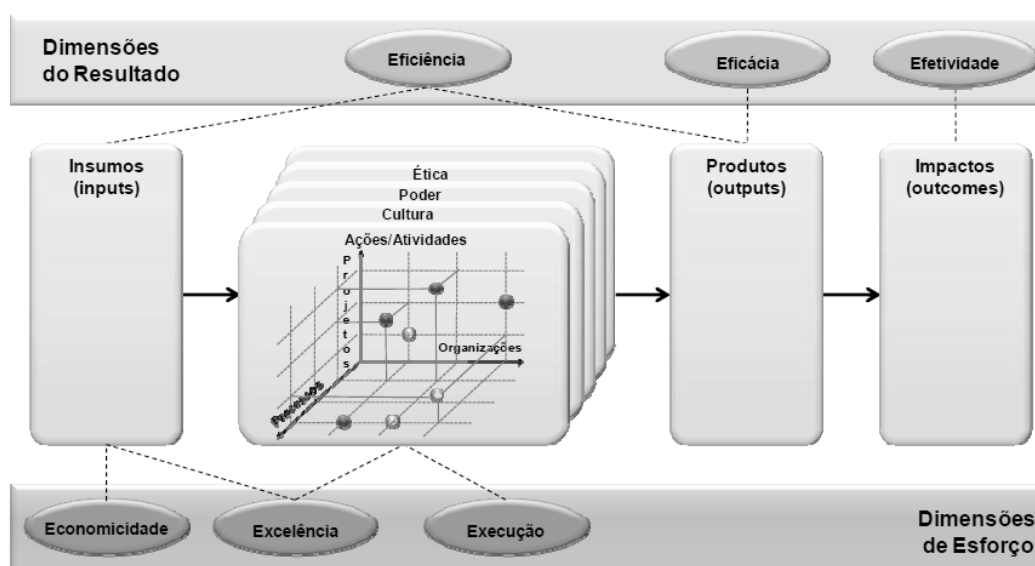 Dimensões
do Resultado
Eficiência
Eficácia
Efetividade
Insumos
(inputs)
Ética
Poder
Cultura
Ações/Atividades
Projetos
Organizações
Processos
Produtos
(outputs)
Impactos
(outcomes)
Economicidade
Excelência
Execução
Dimensões
de Esforço